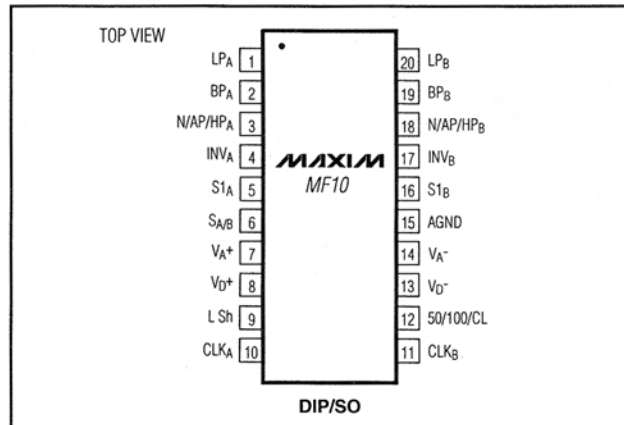 TOP VIEW
LPA 1
BPA 2
N/AP/HPA 3
INVA 4
S1A 5
SA/B 6
VA+ 7
VD+ 8
L Sh 9
CLKA 10
MAXIM
MF10
20 LPB
19 BPB
18 N/AP/HPB
17 INVB
16 S1B
15 AGND
14 VA-
13 VD-
12 50/100/CL
11 CLKB
DIP/SO